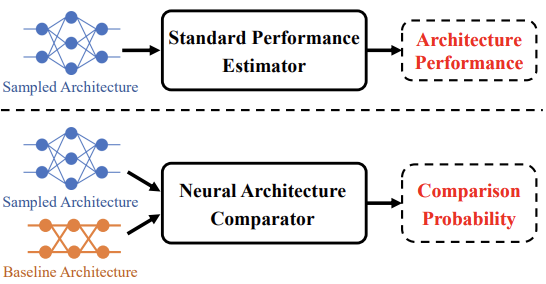 Standard Performance
Estimator
Architecture
Performance
Sampled Architecture
Neural Architecture
Comparator
Comparison
Probability
Sampled Architecture
Baseline Architecture